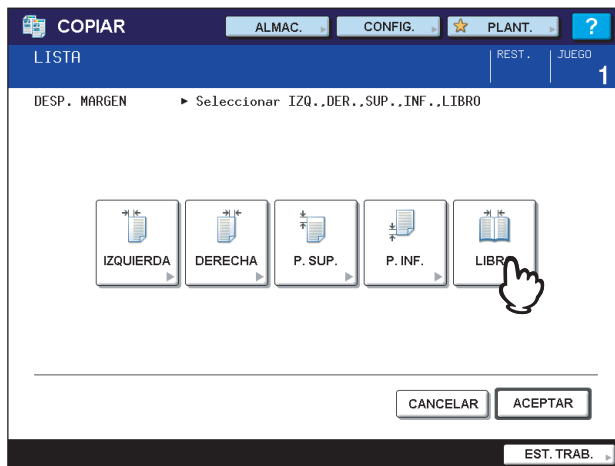 COPIAR
ALMAC.
CONFIG.
PLANT.
?
LISTA
REST.
JUEGO
1
DESP. MARGEN
► Seleccionar IZQ.,DER.,SUP.,INF.,LIBRO
IZQUIERDA
DERECHA
P. SUP.
P. INF.
LIBR
CANCELAR
ACEPTAR
EST. TRAB.